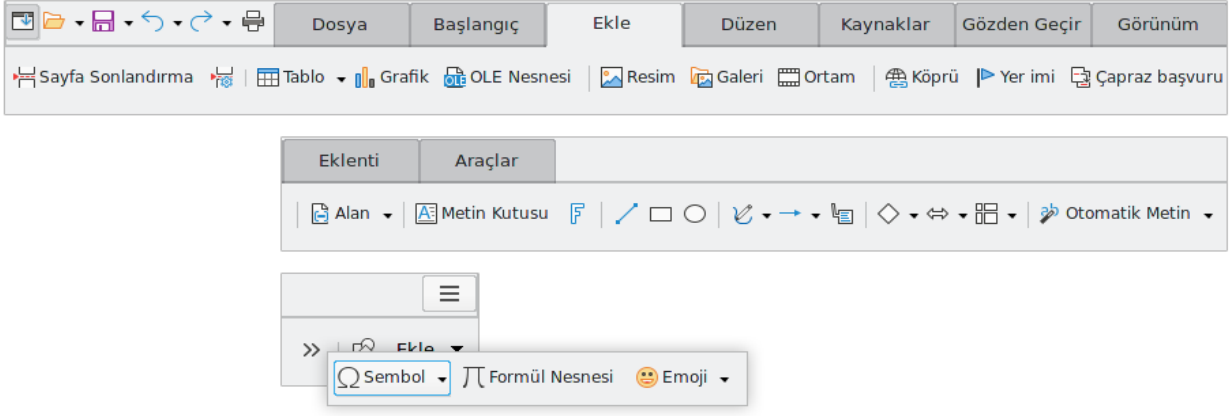 Dosya Başlangıç Ekle Düzen Kaynaklar Gözden Geçir Görünüm
Sayfa Sonlandırma Tablo Grafik OLE OLE Nesnesi Resim Galeri Ortam Köprü Yer imi Çapraz başvuru
Eklenti Araçlar
Alan Metin Kutusu Otomatik Metin
Ekle
Sembol Formül Nesnesi Emoji